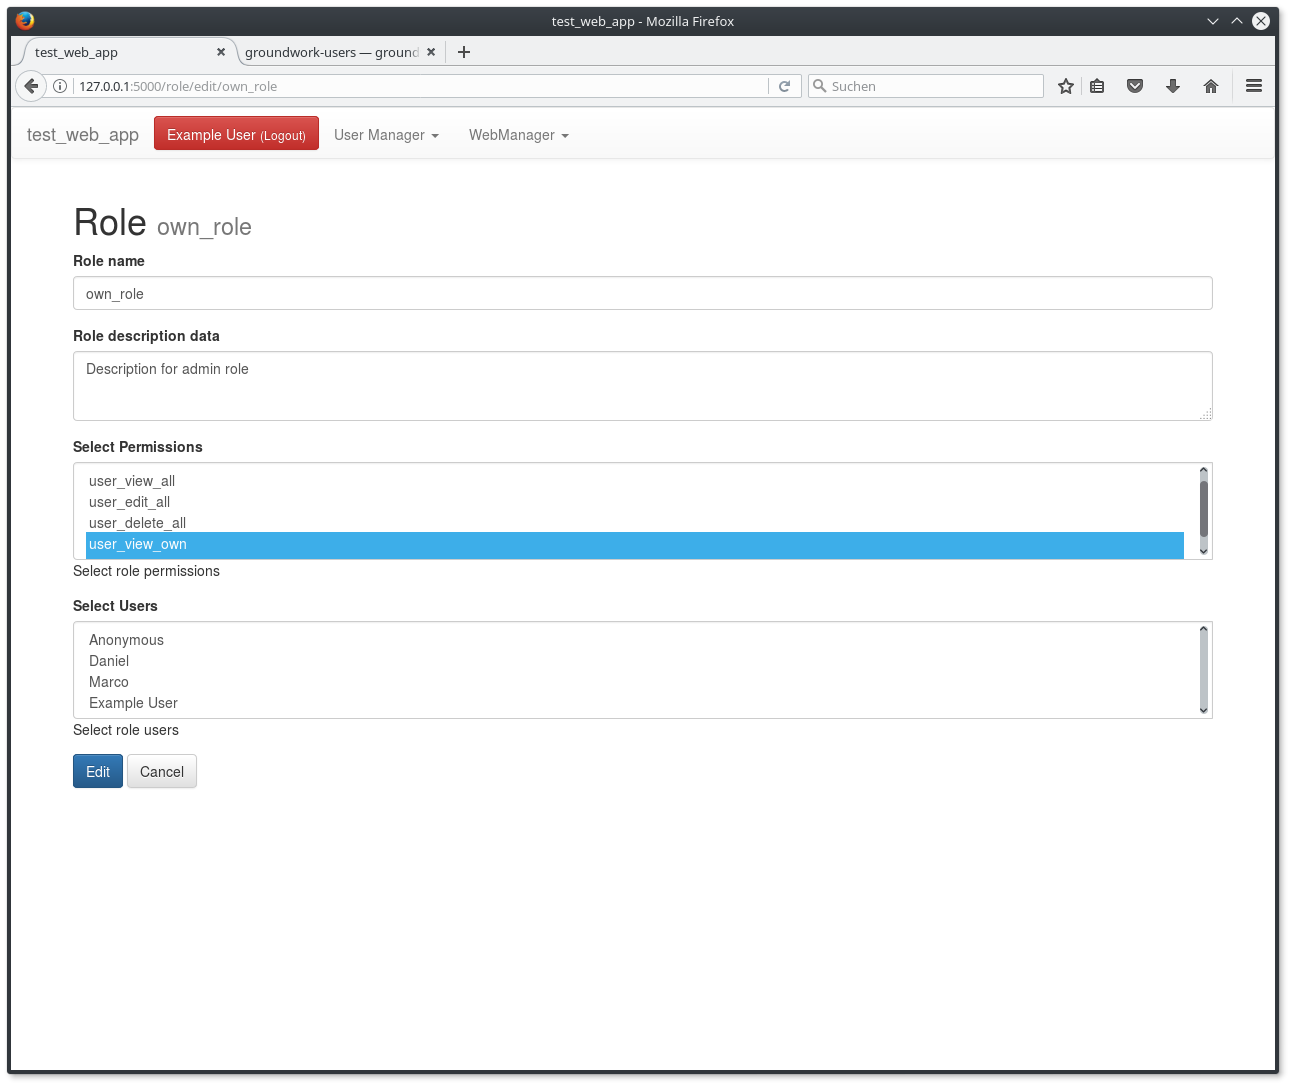 test_web_app - Mozilla Firefox
test_web_app
groundwork-users — ground
127.0.0.1:5000/role/edit/own_role
Suchen
test_web_app
Example User (Logout)
User Manager
WebManager
Role own_role
Role name
own_role
Role description data
Description for admin role
Select Permissions
user_view_all
user_edit_all
user_delete_all
user_view_own
Select role permissions
Select Users
Anonymous
Daniel
Marco
Example User
Select role users
Edit
Cancel